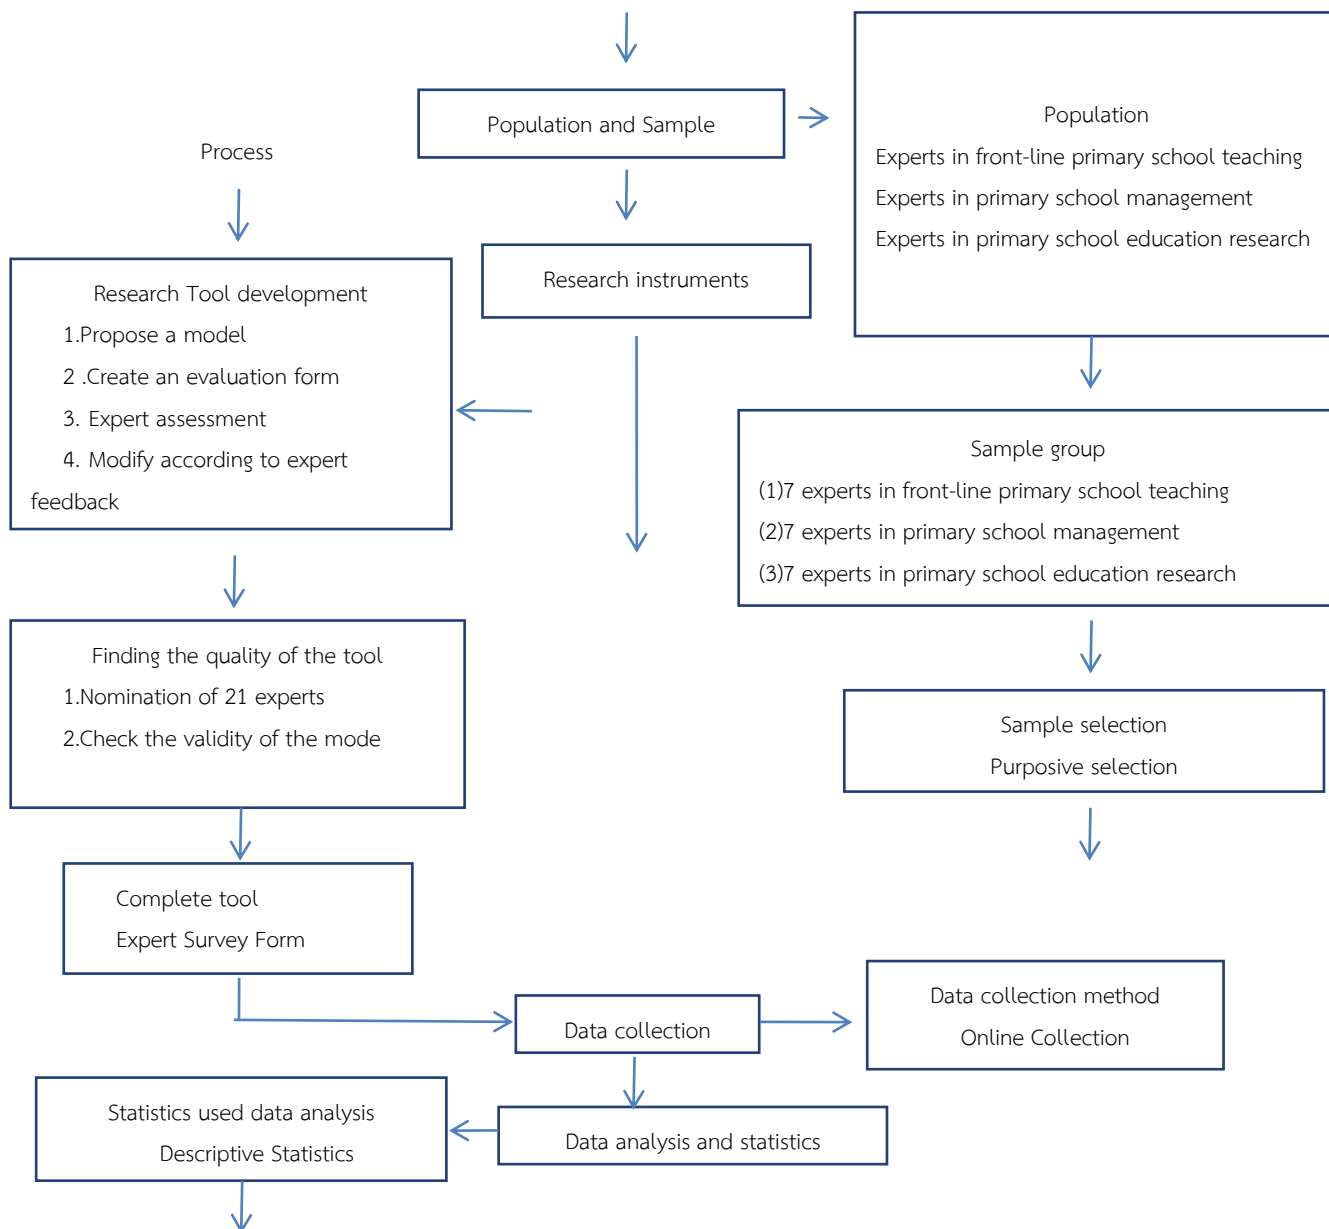 Population and Sample
Process
Population
Experts in front-line primary school teaching
Experts in primary school management
Experts in primary school education research
Research instruments
Research Tool development
1.Propose a model
2 .Create an evaluation form
3. Expert assessment
4. Modify according to expert
feedback
Sample group
(1)7 experts in front-line primary school teaching
(2)7 experts in primary school management
(3)7 experts in primary school education research
Finding the quality of the tool
1.Nomination of 21 experts
2.Check the validity of the mode
Sample selection
Purposive selection
Complete tool
Expert Survey Form
Data collection
Data collection method
Online Collection
Statistics used data analysis
Descriptive Statistics
Data analysis and statistics